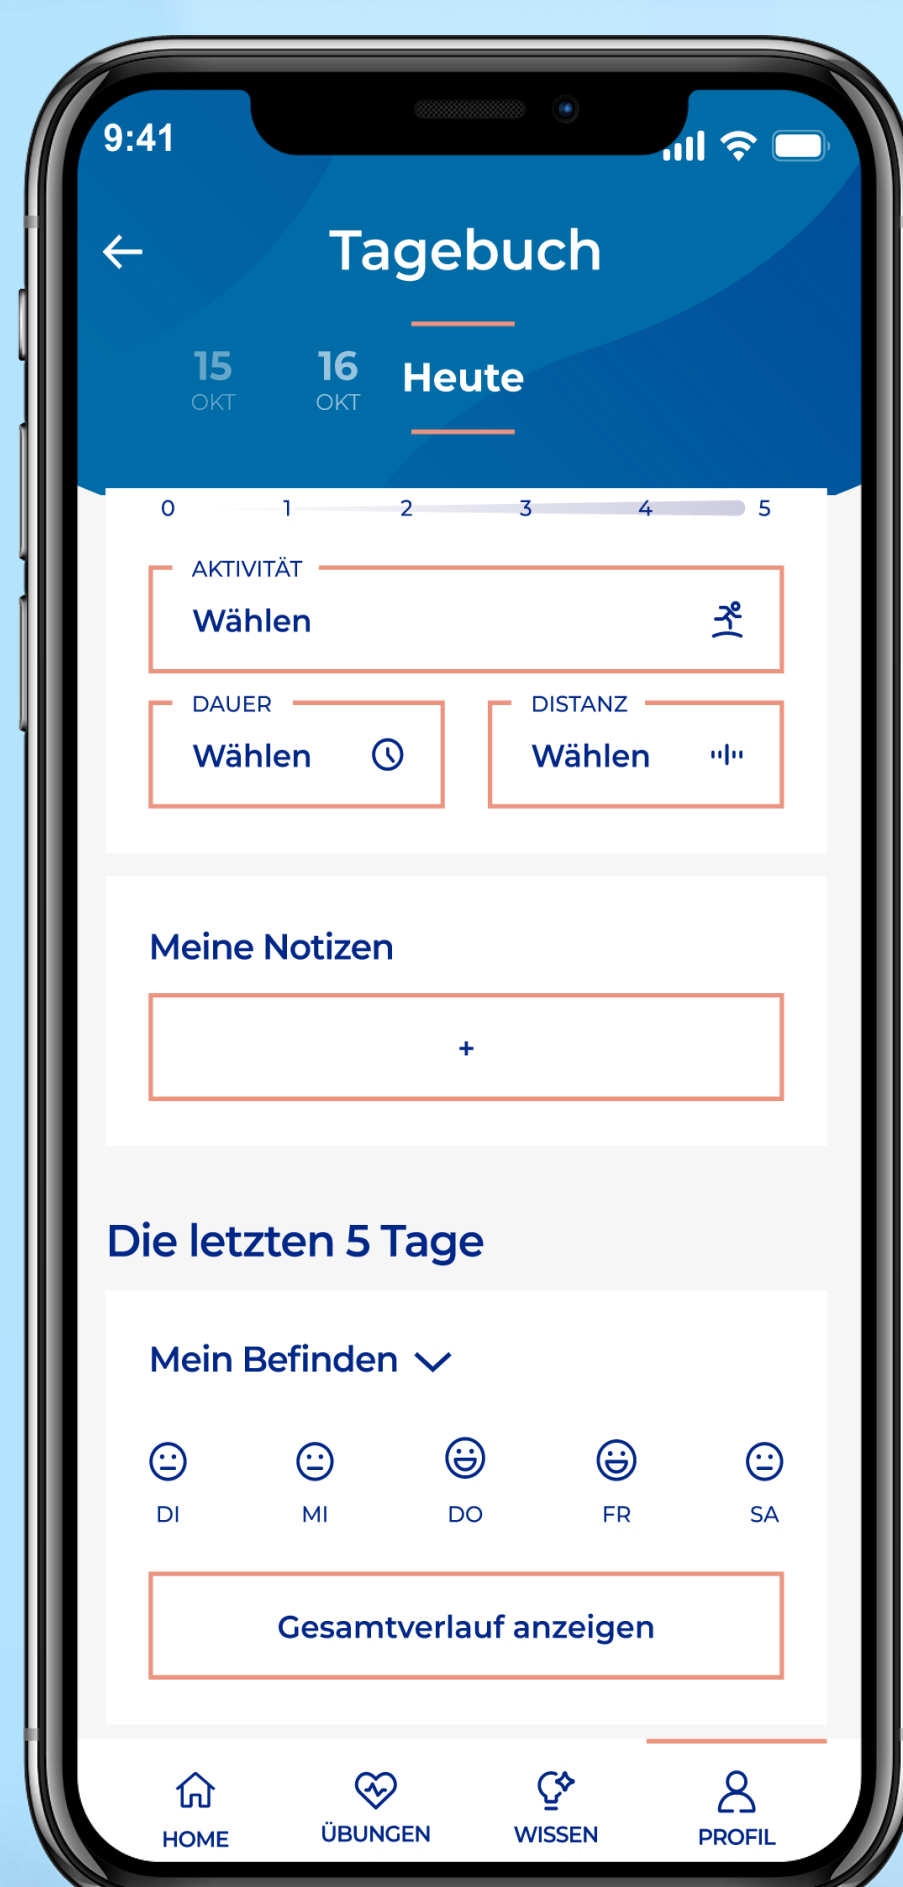 9:41
Tagebuch
15 16 Heute
OKT OKT
0 1 2 3 4 5
AKTIVITÄT
Wählen
DAUER DISTANZ
Wählen Wählen
Meine Notizen
+
Die letzten 5 Tage
Mein Befinden
DI MI DO FR SA
Gesamtverlauf anzeigen
HOME ÜBUNGEN WISSEN PROFIL